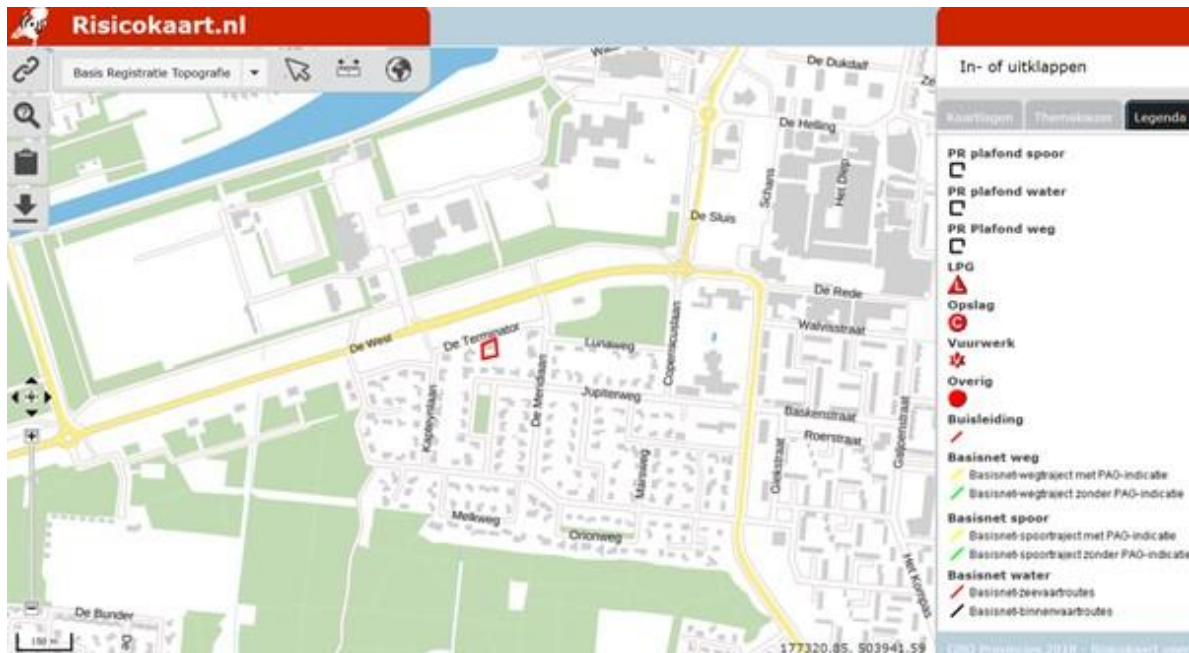 Risicokaart.nl
Basis Registratie Topografie
In- of uitklappen
Kaartlagen
Themakiezer
Legenda
PR plafond spoor
PR plafond water
PR Plafond weg
LPG
L
Opslag
C
Vuurwerk
Overig
Buisleiding
Basisnet weg
Basisnet-wegtraject met PAG-indicatie
Basisnet-wegtraject zonder PAG-indicatie
Basisnet spoor
Basisnet-spoortraject met PAG-indicatie
Basisnet-spoortraject zonder PAG-indicatie
Basisnet water
Basisnet-zeevaartroutes
Basisnet-binnenvaartroutes
De Dukdalf
De Helling
Schans
Het Diep
De Sluis
De Rede
Walvisstraat
De West
De Terminator
Lunaweg
Copernicuslaan
De Meridiaan
Jupiterweg
Kapteynlaan
Baskenstraat
Roerstraat
Galjoenstraat
Giekstraat
Marsweg
Melkweg
Orionweg
Het Kompas
De Bunder
De
177320.85, 503941.59